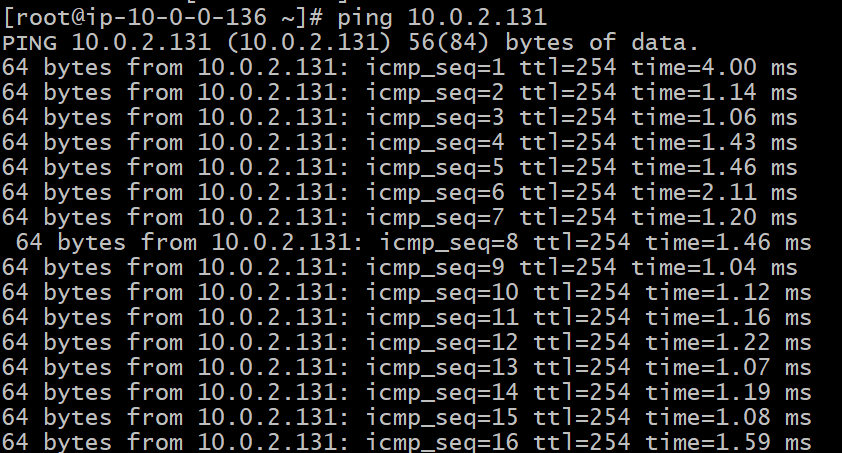 [root@ip-10-0-0-136 ~]# ping 10.0.2.131
PING 10.0.2.131 (10.0.2.131) 56(84) bytes of data.
64 bytes from 10.0.2.131: icmp_seq=1 ttl=254 time=4.00 ms
64 bytes from 10.0.2.131: icmp_seq=2 ttl=254 time=1.14 ms
64 bytes from 10.0.2.131: icmp_seq=3 ttl=254 time=1.06 ms
64 bytes from 10.0.2.131: icmp_seq=4 ttl=254 time=1.43 ms
64 bytes from 10.0.2.131: icmp_seq=5 ttl=254 time=1.46 ms
64 bytes from 10.0.2.131: icmp_seq=6 ttl=254 time=2.11 ms
64 bytes from 10.0.2.131: icmp_seq=7 ttl=254 time=1.20 ms
 64 bytes from 10.0.2.131: icmp_seq=8 ttl=254 time=1.46 ms
64 bytes from 10.0.2.131: icmp_seq=9 ttl=254 time=1.04 ms
64 bytes from 10.0.2.131: icmp_seq=10 ttl=254 time=1.12 ms
64 bytes from 10.0.2.131: icmp_seq=11 ttl=254 time=1.16 ms
64 bytes from 10.0.2.131: icmp_seq=12 ttl=254 time=1.22 ms
64 bytes from 10.0.2.131: icmp_seq=13 ttl=254 time=1.07 ms
64 bytes from 10.0.2.131: icmp_seq=14 ttl=254 time=1.19 ms
64 bytes from 10.0.2.131: icmp_seq=15 ttl=254 time=1.08 ms
64 bytes from 10.0.2.131: icmp_seq=16 ttl=254 time=1.59 ms